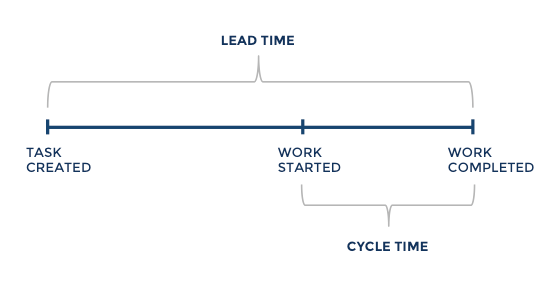 LEAD TIME
TASK
CREATED
WORK
STARTED
WORK
COMPLETED
CYCLE TIME